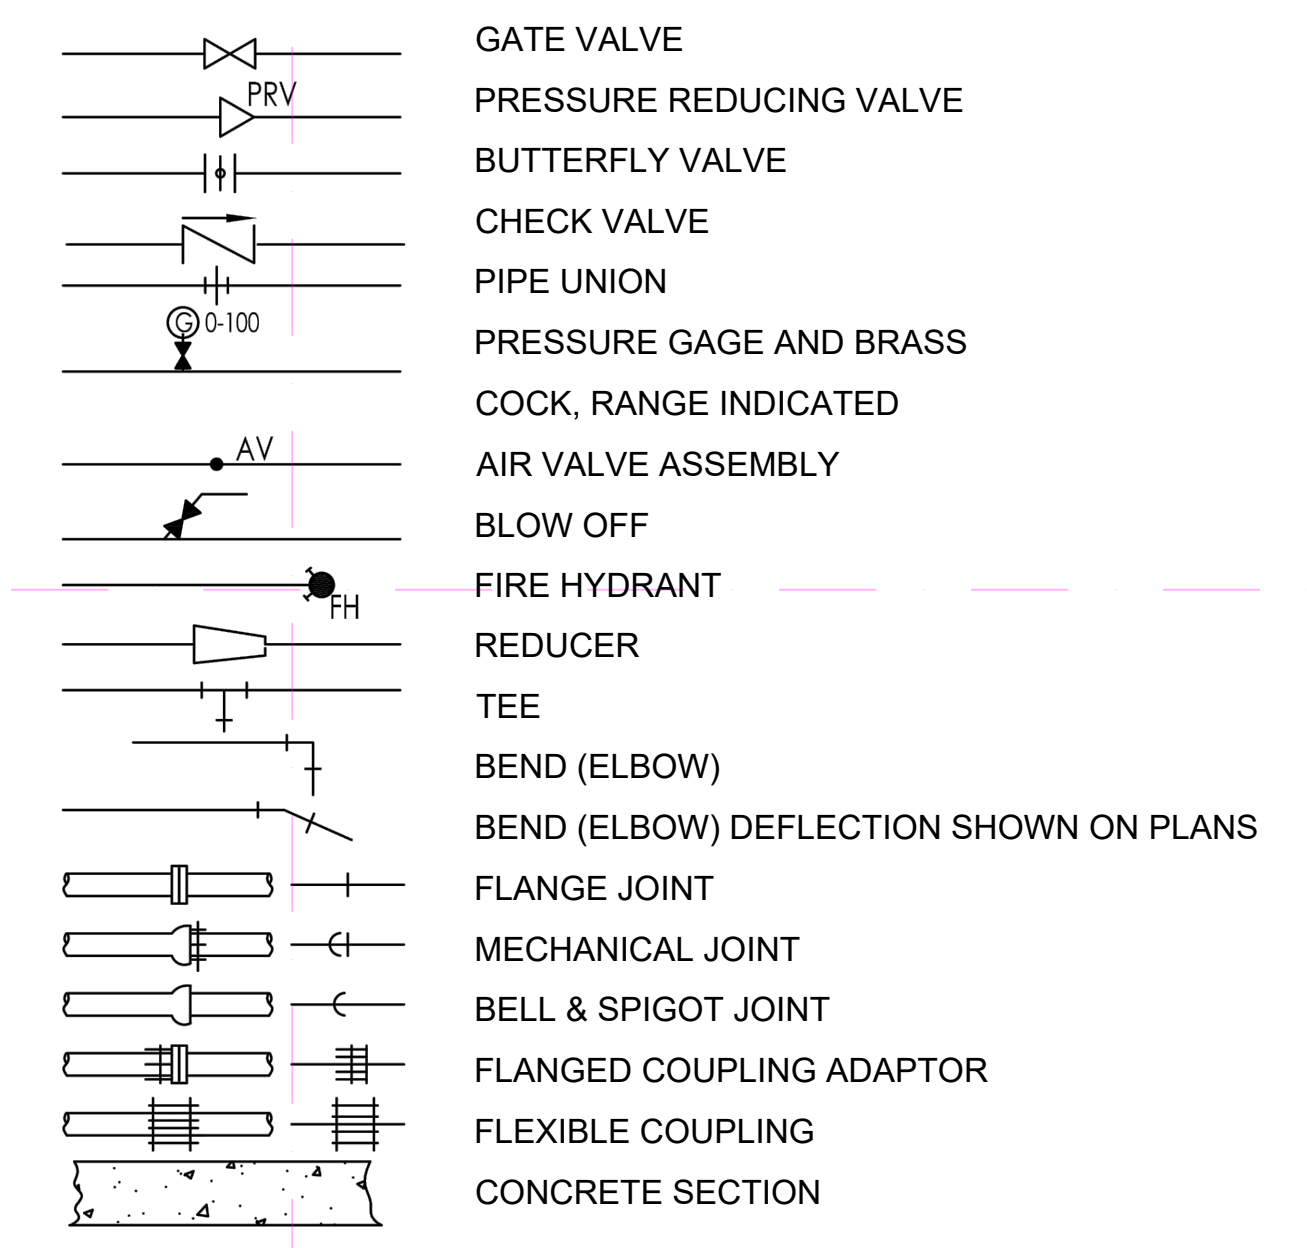 GATE VALVE
PRV
PRESSURE REDUCING VALVE
BUTTERFLY VALVE
CHECK VALVE
PIPE UNION
G 0-100
PRESSURE GAGE AND BRASS
COCK, RANGE INDICATED
AV
AIR VALVE ASSEMBLY
BLOW OFF
FIRE HYDRANT
FH
REDUCER
TEE
BEND (ELBOW)
BEND (ELBOW) DEFLECTION SHOWN ON PLANS
FLANGE JOINT
MECHANICAL JOINT
BELL & SPIGOT JOINT
FLANGED COUPLING ADAPTOR
FLEXIBLE COUPLING
CONCRETE SECTION